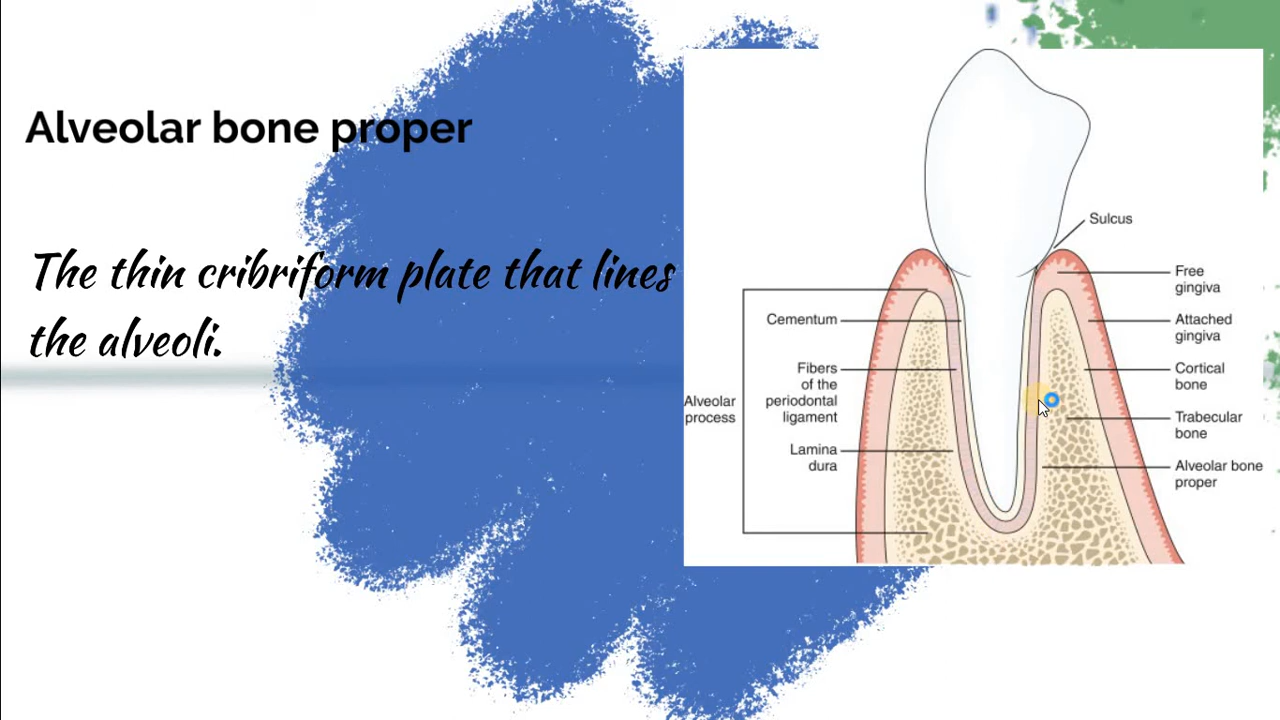 Alveolar bone proper
The thin cribriform plate that lines
the alveoli.
Sulcus
Free
gingiva
Attached
gingiva
Cortical
bone
Trabecular
bone
Alveolar bone
proper
Cementum
Fibers
of the
periodontal
ligament
Lamina
dura
Alveolar
process